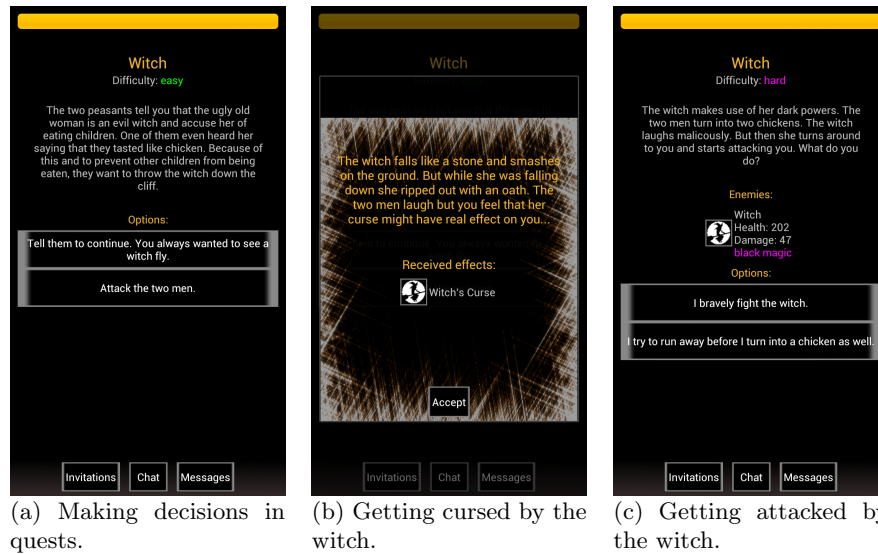 Witch
Difficulty: easy
The two peasants tell you that the ugly old
woman is an evil witch and accuse her of
eating children. One of them even heard her
saying that they tasted like chicken. Because of
this and to prevent other children from being
eaten, they want to throw the witch down the
cliff.
Options:
Tell them to continue. You always wanted to see a
witch fly.
Attack the two men.
Invitations
Chat
Messages
(a) Making decisions in
quests.
Witch
The witch falls like a stone and smashes
on the ground. But while she was falling
down she ripped out with an oath. The
two men laugh but you feel that her
curse might have real effect on you...
Received effects:
Witch's Curse
Accept
Invitations
Chat
Messages
(b) Getting cursed by the
witch.
Witch
Difficulty: hard
The witch makes use of her dark powers. The
two men turn into two chickens. The witch
laughs malicously. But then she turns around
to you and starts attacking you. What do you
do?
Enemies:
Witch
Health: 202
Damage: 47
black magic
Options:
I bravely fight the witch.
I try to run away before I turn into a chicken as well.
Invitations
Chat
Messages
(c) Getting attacked by
the witch.